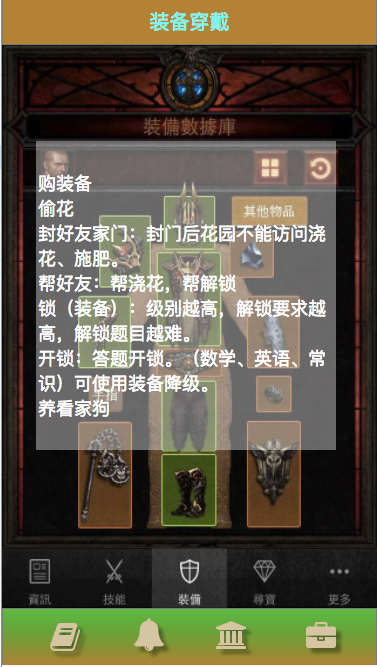 装备穿戴
裝備數據庫
购装备
偷花
其他物品
封好友家门：封门后花园不能访问浇
花、施肥。
帮好友：帮浇花，帮解锁
锁（装备）：级别越高，解锁要求越
高，解锁题目越难。
开锁：答题开锁。（数学、英语、常
识）可使用装备降级。
养看家狗
資訊
技能
裝備
尋寶
更多